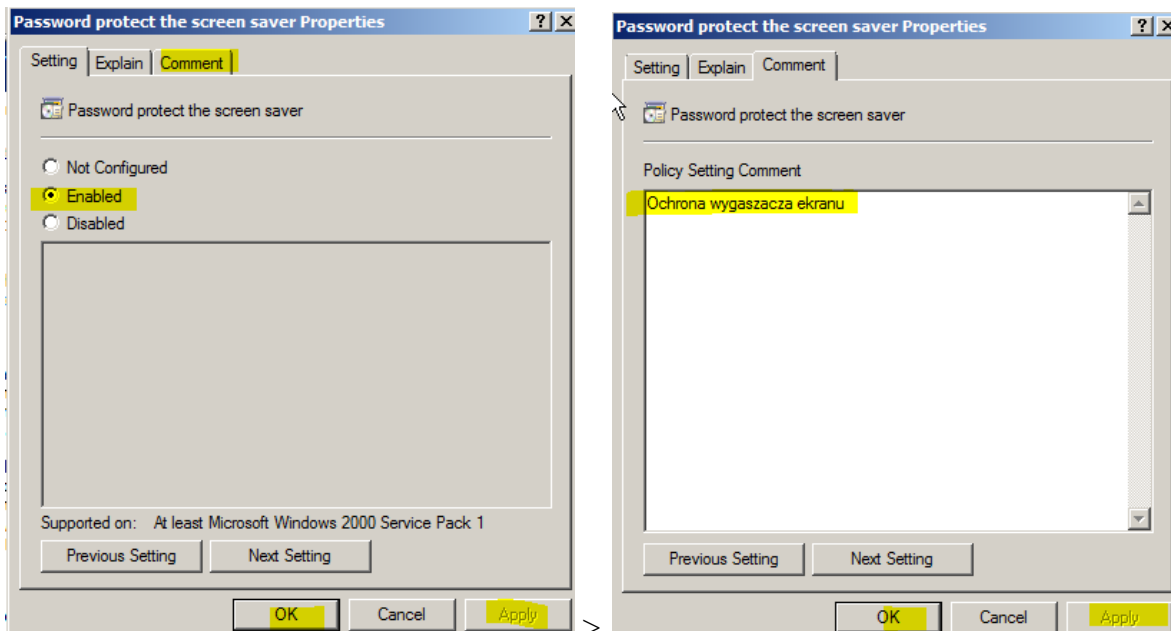 Password protect the screen saver Properties
Setting Explain Comment
Password protect the screen saver
Not Configured
Enabled
Disabled
Supported on: At least Microsoft Windows 2000 Service Pack 1
Previous Setting Next Setting
OK Cancel Apply
>
Password protect the screen saver Properties
Setting Explain Comment
Password protect the screen saver
Policy Setting Comment
Ochrona wygaszacza ekranu
Previous Setting Next Setting
OK Cancel Apply